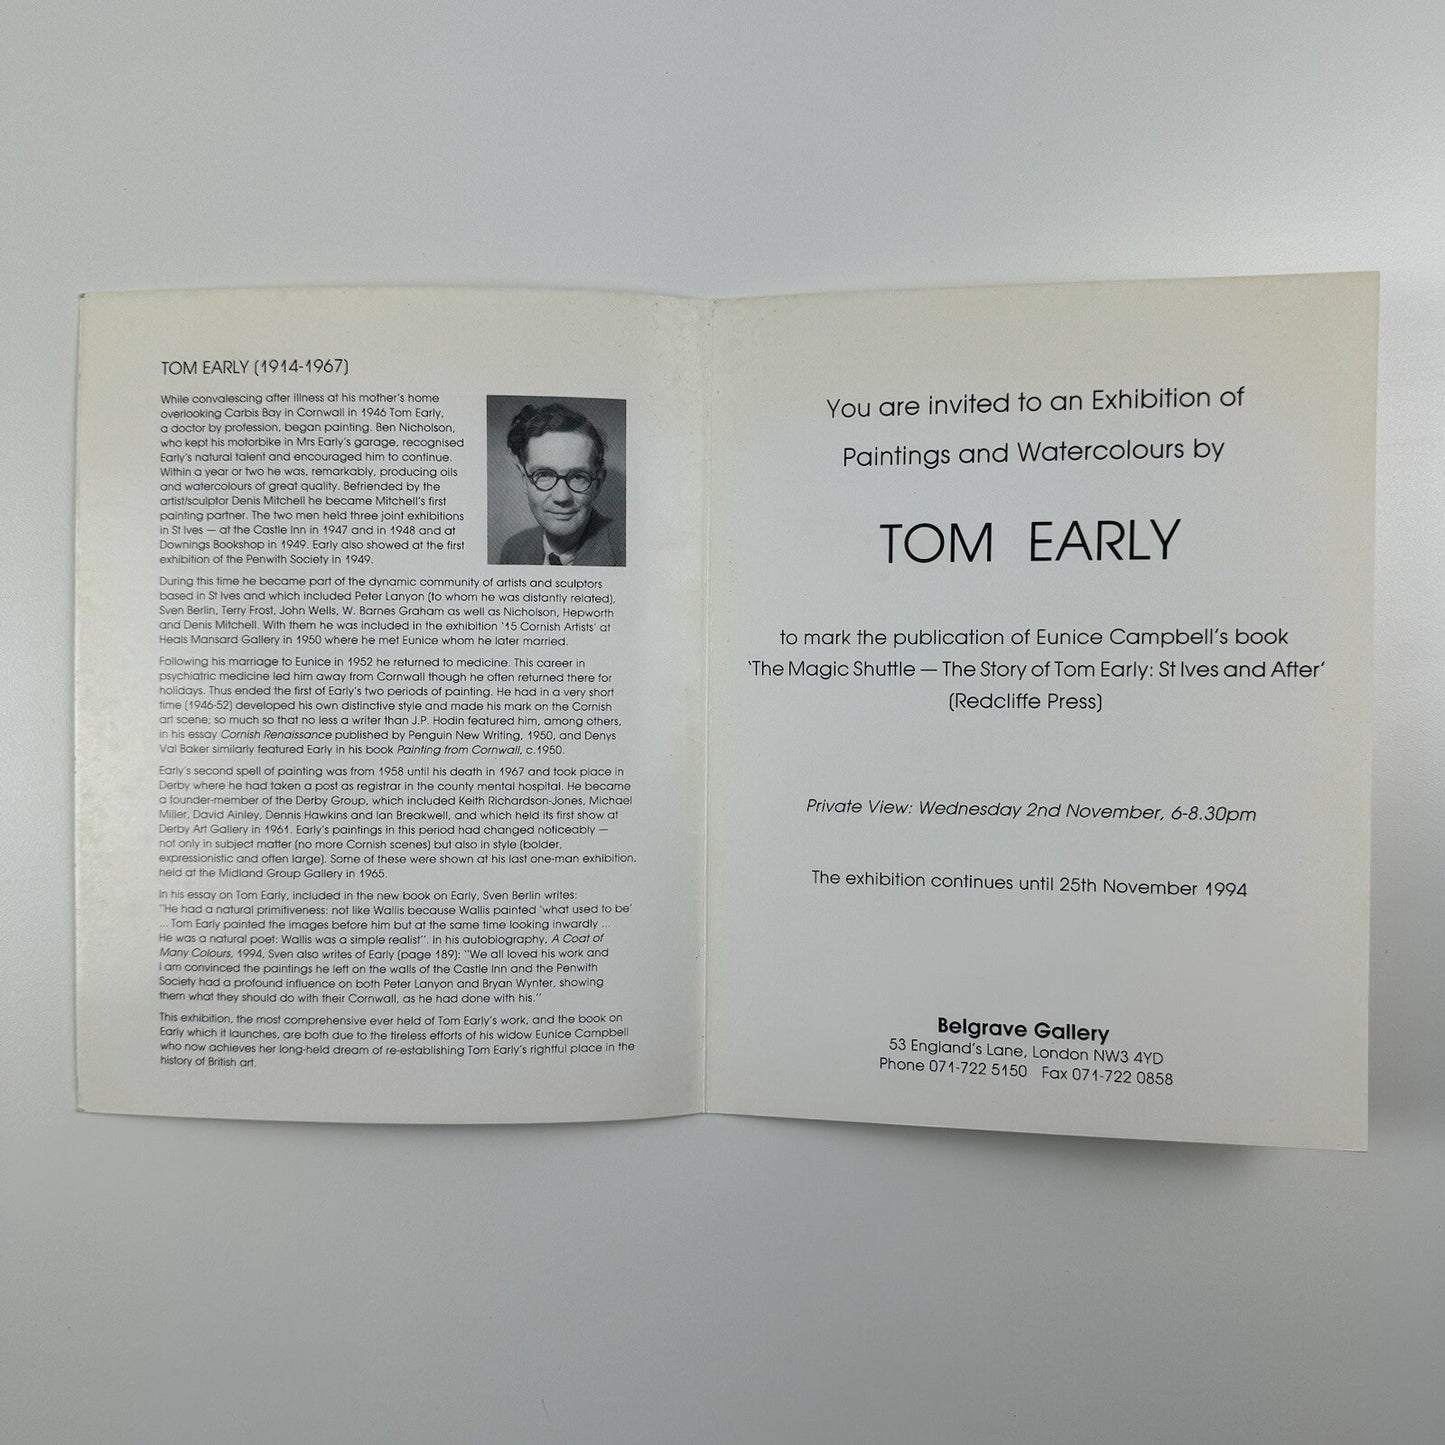 TOM EARLY (1914-1967)
While convalescing after illness at his mother's home
overlooking Carbis Bay in Cornwall in 1946 Tom Early,
a doctor by profession, began painting. Ben Nicholson,
who kept his motorbike in Mrs Early's garage, recognised
Early's natural talent and encouraged him to continue.
Within a year or two he was, remarkably, producing oils
and watercolours of great quality. Befriended by the
artist/sculptor Denis Mitchell he became Mitchell's first
painting partner. The two men held three joint exhibitions
in St Ives — at the Castle Inn in 1947 and in 1948 and at
Downings Bookshop in 1949. Early also showed at the first
exhibition of the Penwith Society in 1949.
During this time he became part of the dynamic community of artists and sculptors
based in St Ives and which included Peter Lanyon (to whom he was distantly related),
Sven Berlin, Terry Frost, John Wells, W. Barnes Graham as well as Nicholson, Hepworth
and Denis Mitchell. With them he was included in the exhibition '15 Cornish Artists' at
Heals Mansard Gallery in 1950 where he met Eunice whom he later married.
Following his marriage to Eunice in 1952 he returned to medicine. This career in
psychiatric medicine led him away from Cornwall though he often returned there for
holidays. Thus ended the first of Early's two periods of painting. He had in a very short
time (1946-52) developed his own distinctive style and made his mark on the Cornish
art scene; so much so that no less a writer than J.P. Hodin featured him, among others,
in his essay Cornish Renaissance published by Penguin New Writing, 1950, and Denys
Val Baker similarly featured Early in his book Painting from Cornwall, c.1950.
Early's second spell of painting was from 1958 until his death in 1967 and took place in
Derby where he had taken a post as registrar in the county mental hospital. He became
a founder-member of the Derby Group, which included Keith Richardson-Jones, Michael
Miller, David Ainley, Dennis Hawkins and Ian Breakwell, and which held its first show at
Derby Art Gallery in 1961. Early's paintings in this period had changed noticeably —
not only in subject matter (no more Cornish scenes) but also in style (bolder,
expressionistic and often large). Some of these were shown at his last one-man exhibition,
held at the Midland Group Gallery in 1965.
In his essay on Tom Early, included in the new book on Early, Sven Berlin writes:
"He had a natural primitiveness: not like Wallis because Wallis painted 'what used to be'
... Tom Early painted the images before him but at the same time looking inwardly ...
He was a natural poet: Wallis was a simple realist". In his autobiography, A Coat of
Many Colours, 1994, Sven also writes of Early (page 189): "We all loved his work and
I am convinced the paintings he left on the walls of the Castle Inn and the Penwith
Society had a profound influence on both Peter Lanyon and Bryan Wynter, showing
them what they should do with their Cornwall, as he had done with his."
This exhibition, the most comprehensive ever held of Tom Early's work, and the book on
Early which it launches, are both due to the tireless efforts of his widow Eunice Campbell
who now achieves her long-held dream of re-establishing Tom Early's rightful place in the
history of British art.
You are invited to an Exhibition of
Paintings and Watercolours by
TOM EARLY
to mark the publication of Eunice Campbell's book
'The Magic Shuttle — The Story of Tom Early: St Ives and After'
(Redcliffe Press)
Private View: Wednesday 2nd November, 6-8.30pm
The exhibition continues until 25th November 1994
Belgrave Gallery
53 England's Lane, London NW3 4YD
Phone 071-722 5150 Fax 071-722 0858